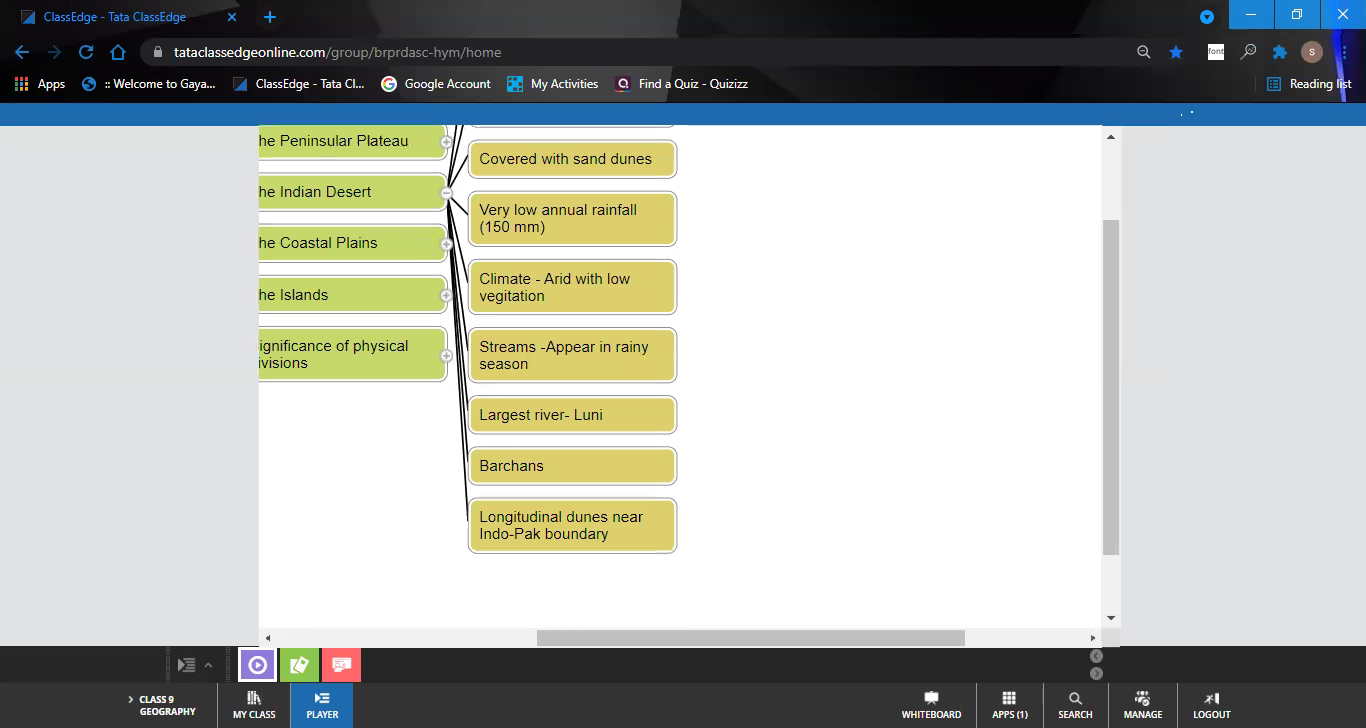 ClassEdge - Tata ClassEdge
tataclassedgeonline.com/group/brprdasc-hym/home
font
S
Apps
:: Welcome to Gaya...
ClassEdge - Tata Cl...
Google Account
My Activities
Find a Quiz - Quizizz
Reading list
he Peninsular Plateau
he Indian Desert
he Coastal Plains
he Islands
ignificance of physical
ivisions
Covered with sand dunes
Very low annual rainfall
(150 mm)
Climate - Arid with low
vegitation
Streams -Appear in rainy
season
Largest river- Luni
Barchans
Longitudinal dunes near
Indo-Pak boundary
CLASS 9
GEOGRAPHY
MY CLASS
PLAYER
WHITEBOARD
APPS (1)
SEARCH
MANAGE
LOGOUT